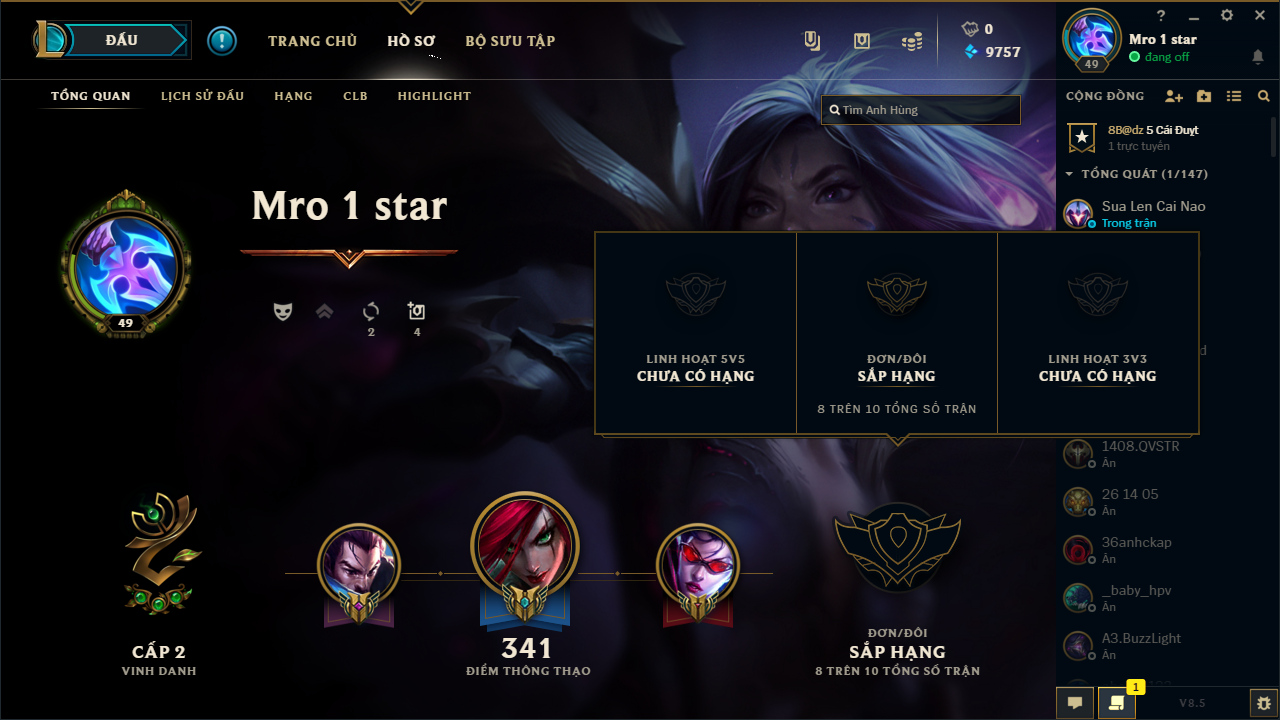 ĐẤU
TRANG CHỦ
HỒ SƠ
BỘ SƯU TẬP
0
9757
49
Mro 1 star
đang off
TỔNG QUAN
LỊCH SỬ ĐẤU
HẠNG
CLB
HIGHLIGHT
Tìm Anh Hùng
CỘNG ĐỒNG
8B@dz 5 Cái Đuỵt
1 trực tuyến
TỔNG QUÁT (1/147)
Sua Len Cai Nao
Trong trận
Mro 1 star
49
2
4
LINH HOẠT 5V5
CHƯA CÓ HẠNG
ĐƠN/ĐÔI
SẮP HẠNG
8 TRÊN 10 TỔNG SỐ TRẬN
LINH HOẠT 3V3
CHƯA CÓ HẠNG
1408.QVSTR
Ẩn
26 14 05
Ẩn
36anhckap
Ẩn
_baby_hpv
Ẩn
A3.BuzzLight
Ẩn
CẤP 2
VINH DANH
341
ĐIỂM THÔNG THẠO
ĐƠN/ĐÔI
SẮP HẠNG
8 TRÊN 10 TỔNG SỐ TRẬN
1
V8.5